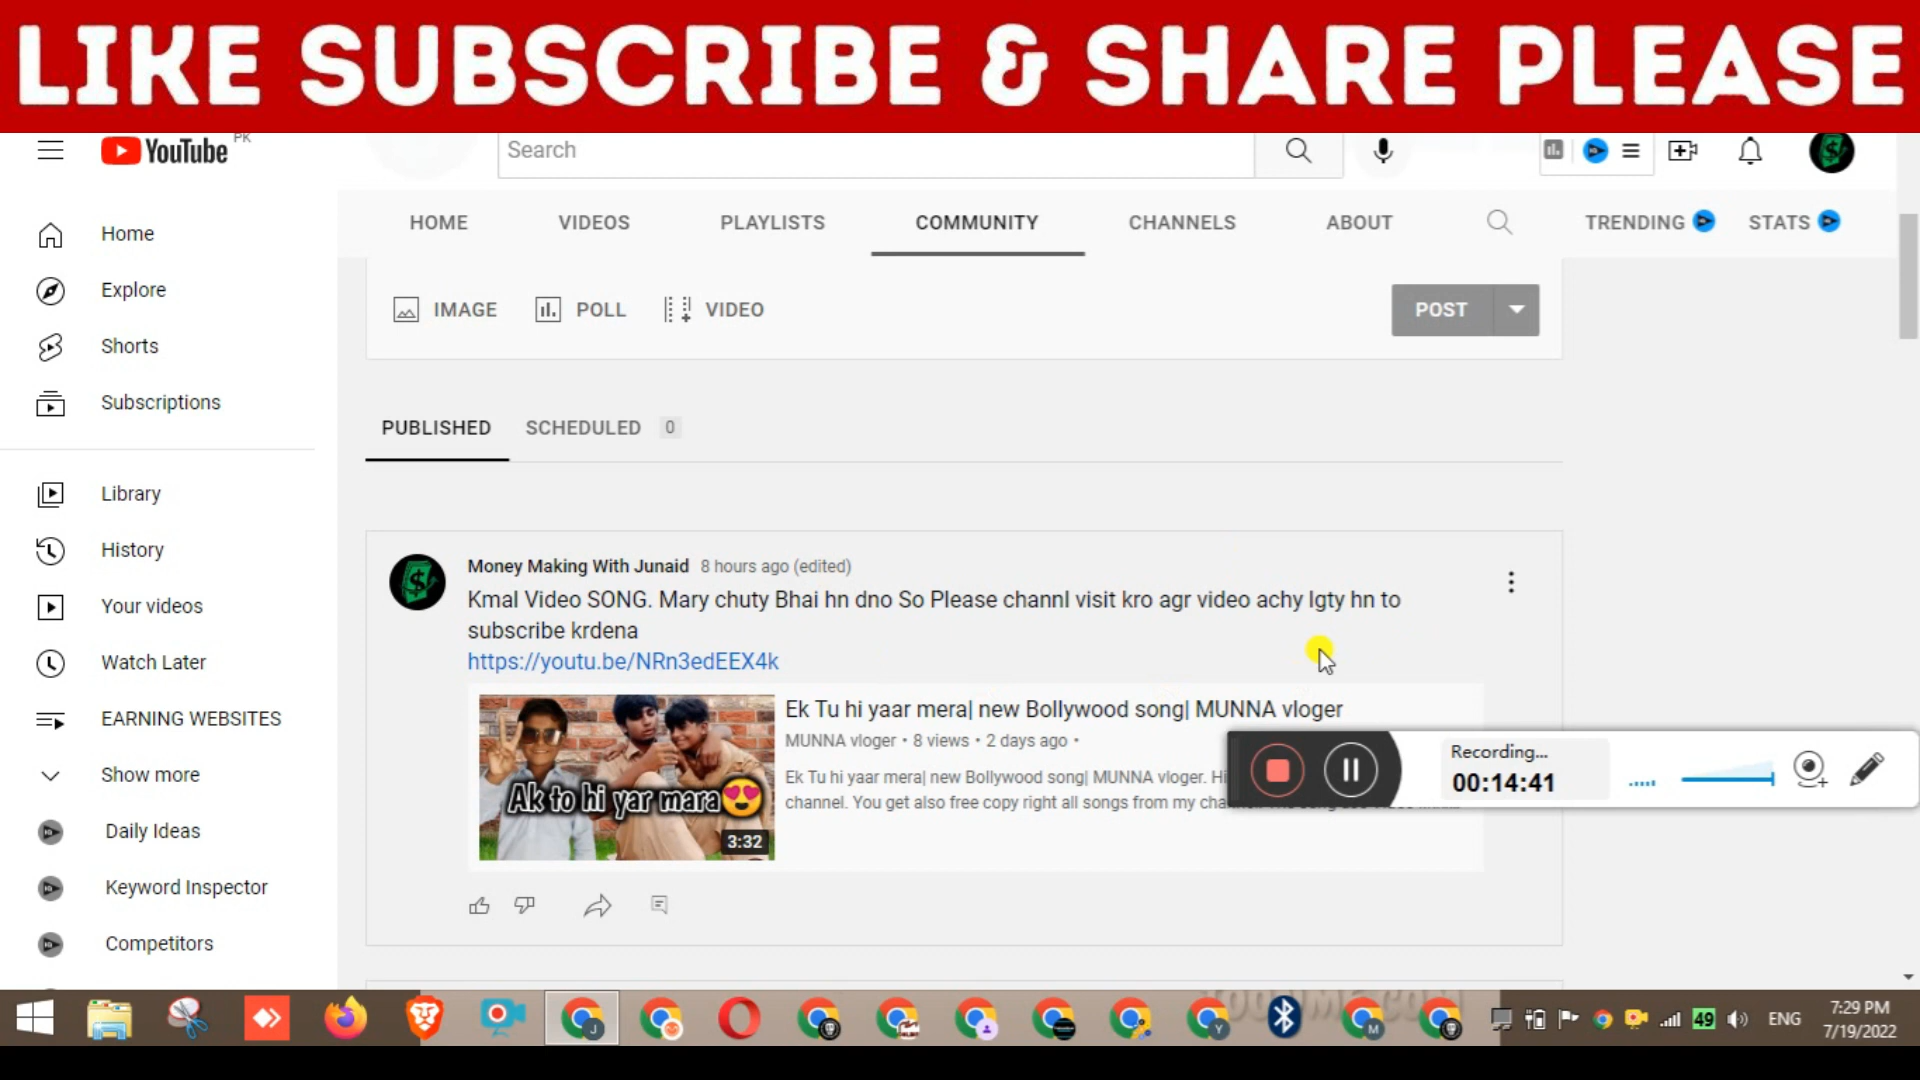 LIKE SUBSCRIBE & SHARE PLEASE
YouTube PK
Search
HOME VIDEOS PLAYLISTS COMMUNITY CHANNELS ABOUT TRENDING STATS
Home
Explore
Shorts
Subscriptions
Library
History
Your videos
Watch Later
EARNING WEBSITES
Show more
Daily Ideas
Keyword Inspector
Competitors
IMAGE POLL VIDEO POST
PUBLISHED SCHEDULED 0
Money Making With Junaid 8 hours ago (edited)
Kmal Video SONG. Mary chuty Bhai hn dno So Please channl visit kro agr video achy lgty hn to
subscribe krdena
https://youtu.be/NRn3edEEX4k
Ak to hi yar mara
3:32
Ek Tu hi yaar mera| new Bollywood song| MUNNA vloger
MUNNA vloger • 8 views • 2 days ago •
Ek Tu hi yaar mera| new Bollywood song| MUNNA vloger. Hi
channel. You get also free copy right all songs from my
Recording...
00:14:41
49 ENG
7:29 PM
7/19/2022